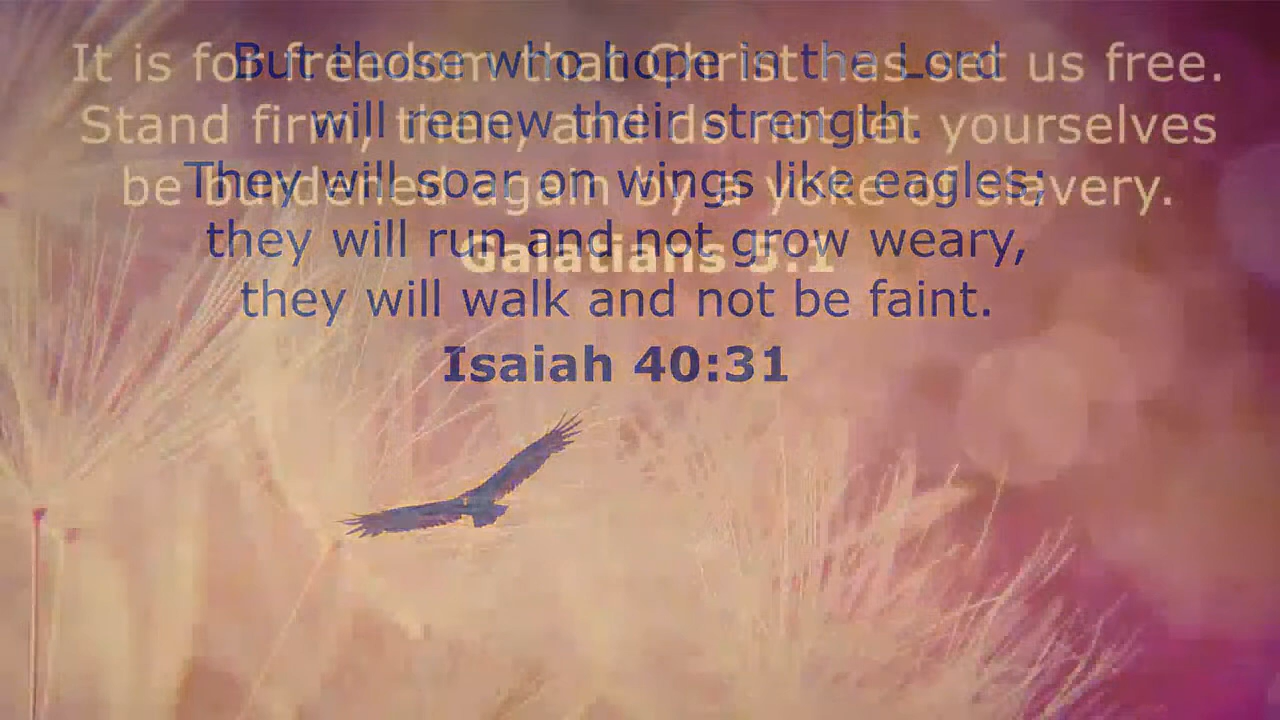 It is for freedom that Christ has set us free.
Stand firm, then, and do not let yourselves
be burdened again by a yoke of slavery.
Galatians 5:1
But those who hope in the Lord
will renew their strength.
They will soar on wings like eagles;
they will run and not grow weary,
they will walk and not be faint.
Isaiah 40:31